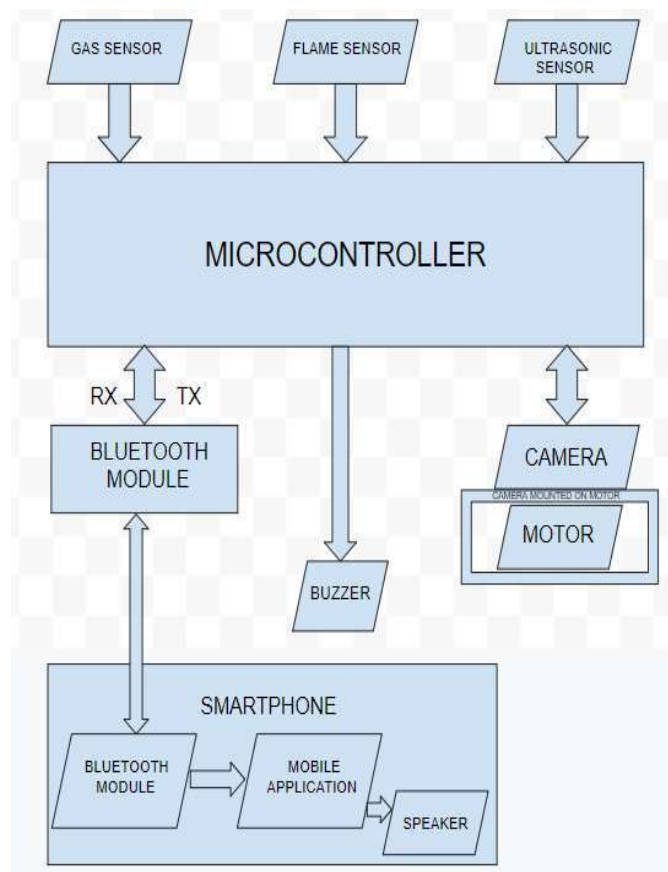 GAS SENSOR
FLAME SENSOR
ULTRASONIC
SENSOR
MICROCONTROLLER
RX TX
BLUETOOTH
MODULE
CAMERA
CAMERA MOUNTED ON MOTOR
MOTOR
BUZZER
SMARTPHONE
BLUETOOTH
MODULE
MOBILE
APPLICATION
SPEAKER